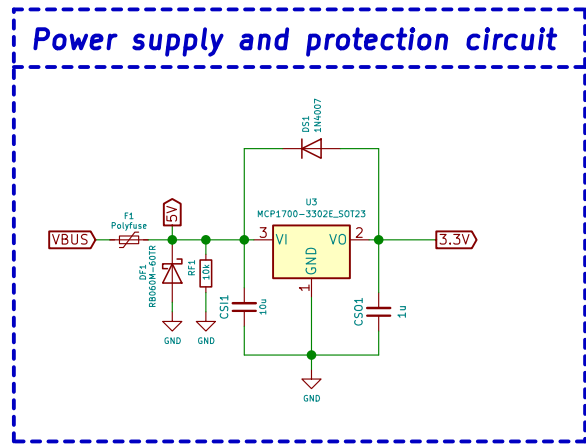 Power supply and protection circuit
DS1
1N4007
U3
MCP1700-3302E_SOT23
F1
Polyfuse
5V
VBUS
3
VI
VO
2
3.3V
GND
1
DF1
RB060M-60TR
RF1
10k
CSI1
10u
CSO1
1u
GND
GND
GND